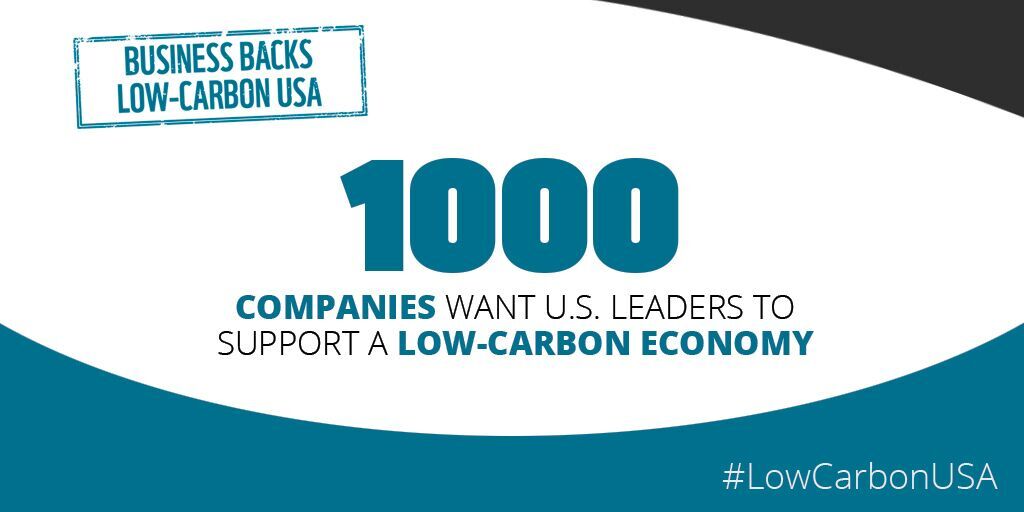 BUSINESS BACKS
LOW-CARBON USA
1000
COMPANIES WANT U.S. LEADERS TO
SUPPORT A LOW-CARBON ECONOMY
#LowCarbonUSA